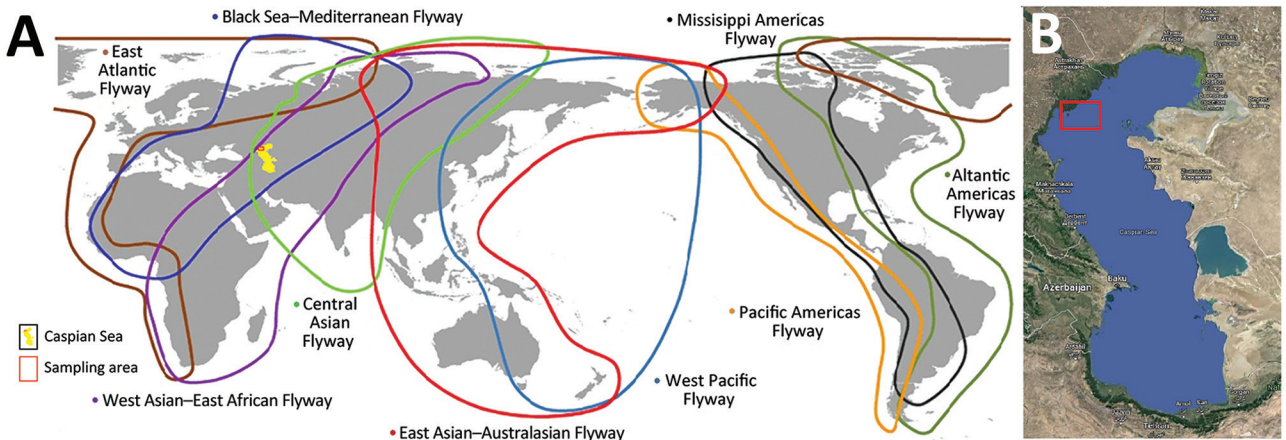 A
Black Sea–Mediterranean Flyway
East
Atlantic
Flyway
Mississippi Americas
Flyway
Altantic
Americas
Flyway
Central
Asian
Flyway
Pacific Americas
Flyway
Caspian Sea
Sampling area
West Pacific
Flyway
West Asian–East African Flyway
East Asian–Australasian Flyway
B
Caspian Sea
Baku
Azerbaijan
Tehran